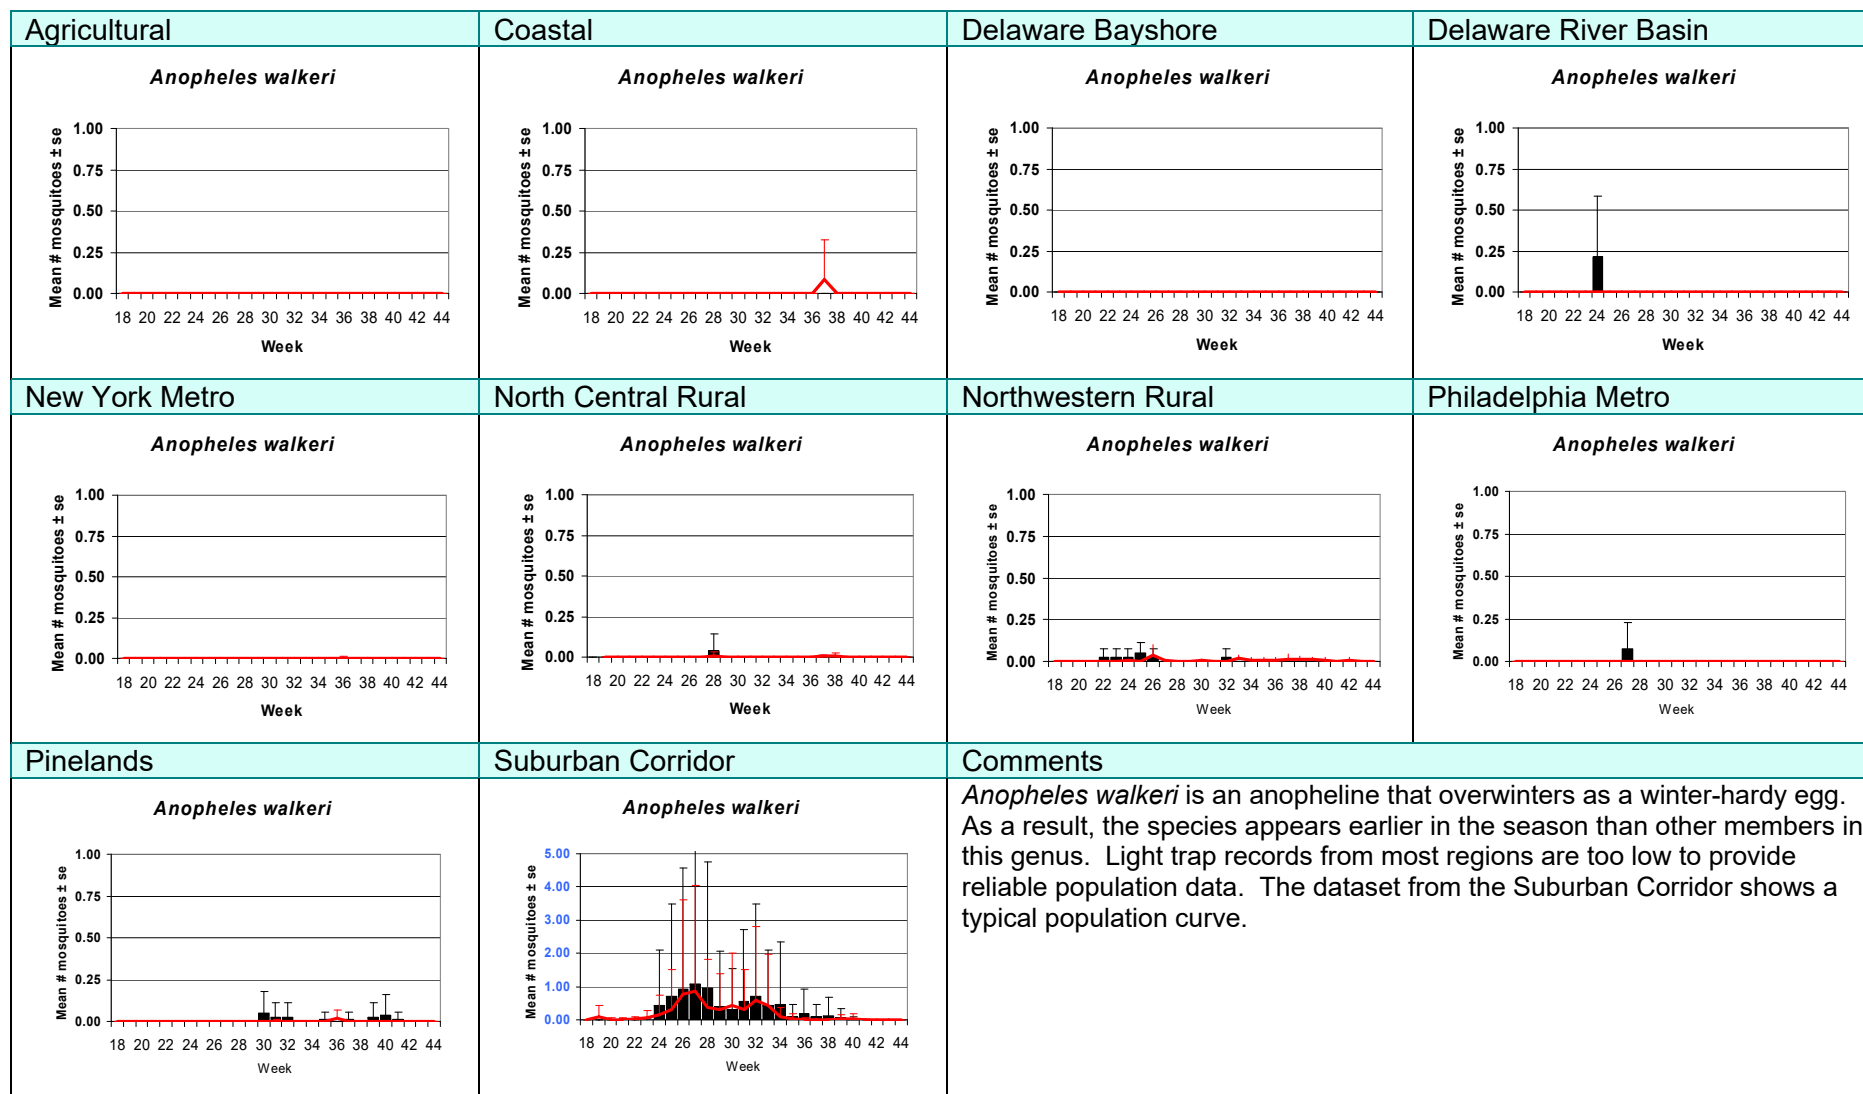 Agricultural
Coastal
Delaware Bayshore
Delaware River Basin
Anopheles walkeri
Mean # mosquitoes ± se
1.00
0.75
0.50
0.25
0.00
18 20 22 24 26 28 30 32 34 36 38 40 42 44
Week
Anopheles walkeri
Mean # mosquitoes ± se
1.00
0.75
0.50
0.25
0.00
18 20 22 24 26 28 30 32 34 36 38 40 42 44
Week
Anopheles walkeri
Mean # mosquitoes ± se
1.00
0.75
0.50
0.25
0.00
18 20 22 24 26 28 30 32 34 36 38 40 42 44
Week
Anopheles walkeri
Mean # mosquitoes ± se
1.00
0.75
0.50
0.25
0.00
18 20 22 24 26 28 30 32 34 36 38 40 42 44
Week
New York Metro
North Central Rural
Northwestern Rural
Philadelphia Metro
Anopheles walkeri
Mean # mosquitoes ± se
1.00
0.75
0.50
0.25
0.00
18 20 22 24 26 28 30 32 34 36 38 40 42 44
Week
Anopheles walkeri
Mean # mosquitoes ± se
1.00
0.75
0.50
0.25
0.00
18 20 22 24 26 28 30 32 34 36 38 40 42 44
Week
Anopheles walkeri
Mean # mosquitoes ± se
1.00
0.75
0.50
0.25
0.00
18 20 22 24 26 28 30 32 34 36 38 40 42 44
Week
Anopheles walkeri
Mean # mosquitoes ± se
1.00
0.75
0.50
0.25
0.00
18 20 22 24 26 28 30 32 34 36 38 40 42 44
Week
Pinelands
Suburban Corridor
Comments
Anopheles walkeri
Mean # mosquitoes ± se
1.00
0.75
0.50
0.25
0.00
18 20 22 24 26 28 30 32 34 36 38 40 42 44
Week
Anopheles walkeri
Mean # mosquitoes ± se
5.00
4.00
3.00
2.00
1.00
0.00
18 20 22 24 26 28 30 32 34 36 38 40 42 44
Week
Anopheles walkeri is an anopheline that overwinters as a winter-hardy egg.
As a result, the species appears earlier in the season than other members in
this genus.  Light trap records from most regions are too low to provide
reliable population data.  The dataset from the Suburban Corridor shows a
typical population curve.